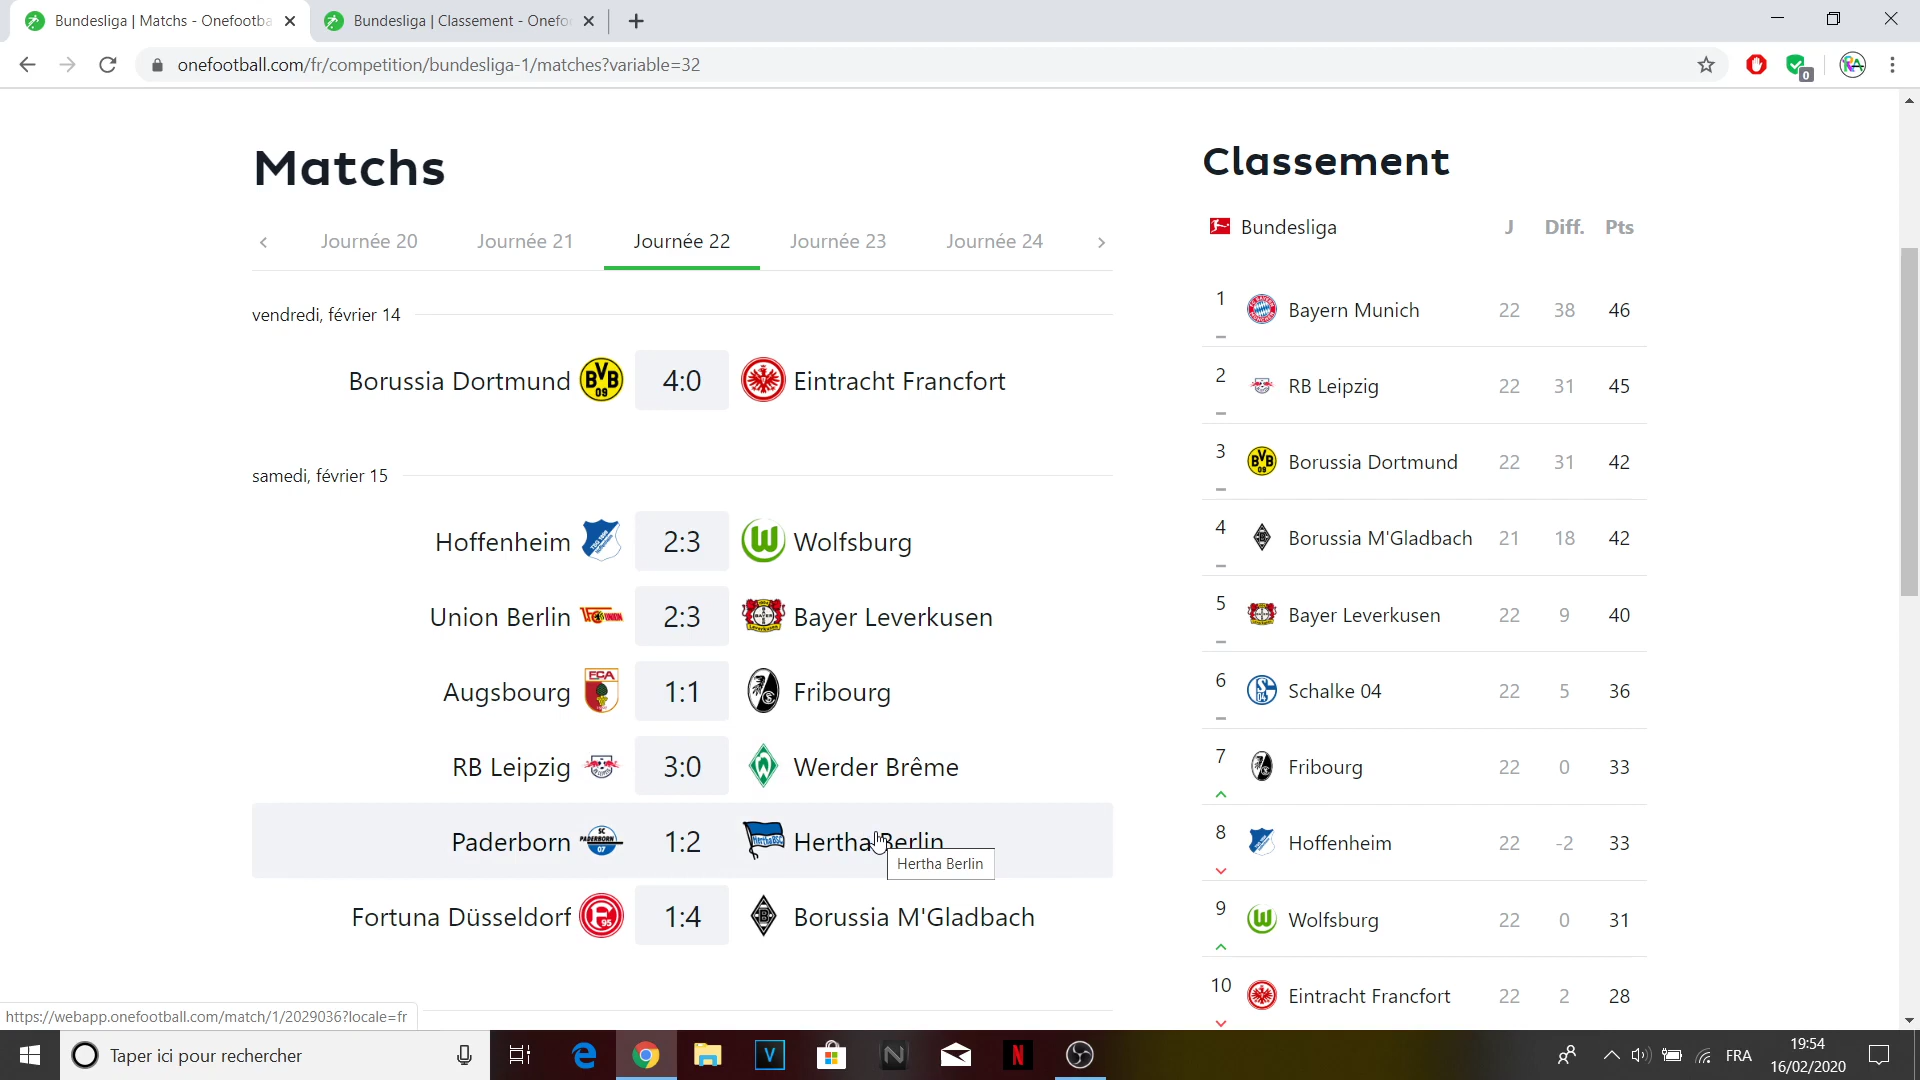 Bundesliga | Matchs - Onefootba
Bundesliga | Classement - Onefo
onefootball.com/fr/competition/bundesliga-1/matches?variable=32
0
Matchs
Journée 20
Journée 21
Journée 22
Journée 23
Journée 24
vendredi, février 14
Borussia Dortmund 4:0 Eintracht Francfort
samedi, février 15
Hoffenheim 2:3 Wolfsburg
Union Berlin 2:3 Bayer Leverkusen
Augsbourg 1:1 Fribourg
RB Leipzig 3:0 Werder Brême
Paderborn 1:2 Hertha Berlin
Hertha Berlin
Fortuna Düsseldorf 1:4 Borussia M'Gladbach
Classement
Bundesliga J Diff. Pts
1 Bayern Munich 22 38 46
2 RB Leipzig 22 31 45
3 Borussia Dortmund 22 31 42
4 Borussia M'Gladbach 21 18 42
5 Bayer Leverkusen 22 9 40
6 Schalke 04 22 5 36
7 Fribourg 22 0 33
8 Hoffenheim 22 -2 33
9 Wolfsburg 22 0 31
10 Eintracht Francfort 22 2 28
https://webapp.onefootball.com/match/1/2029036?locale=fr
Taper ici pour rechercher
FRA
19:54
16/02/2020